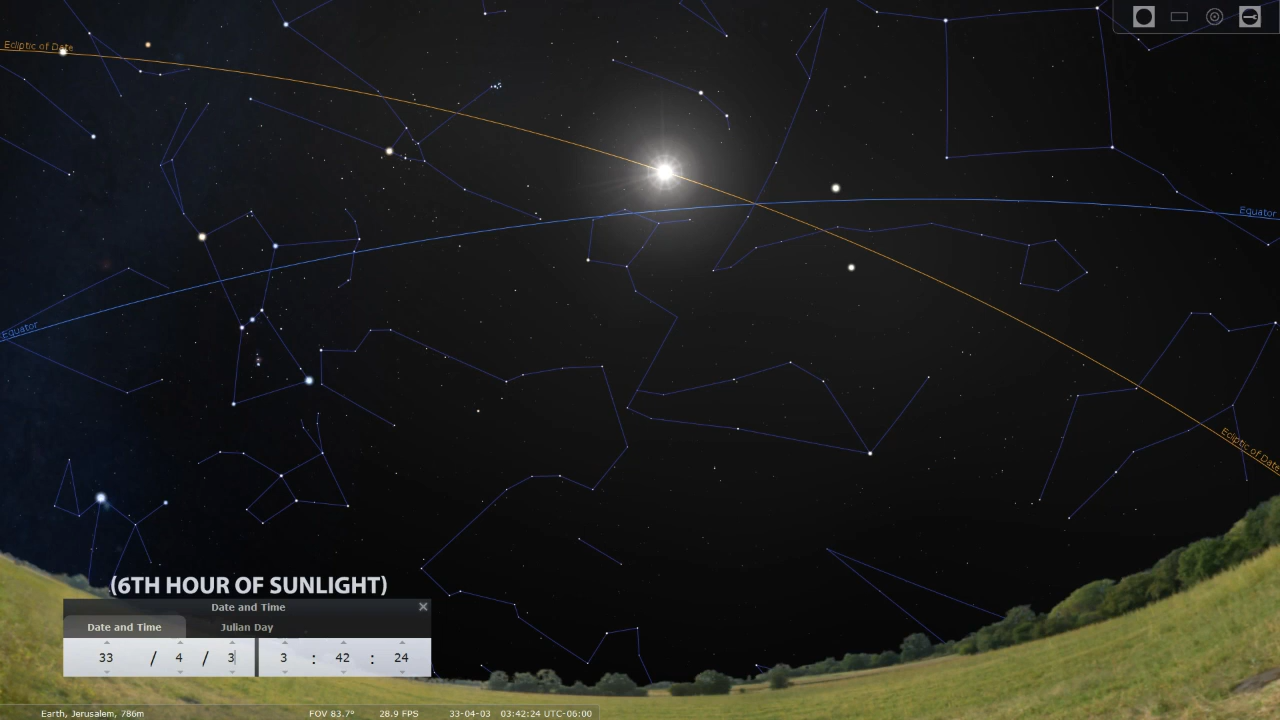 Ecliptic of Date
Equator
Equator
Ecliptic of Date
(6TH HOUR OF SUNLIGHT)
Date and Time
Date and Time Julian Day
33 / 4 / 3 3 : 42 : 24
Earth, Jerusalem, 786m FOV 83.7° 28.9 FPS 33-04-03 03:42:24 UTC-06:00